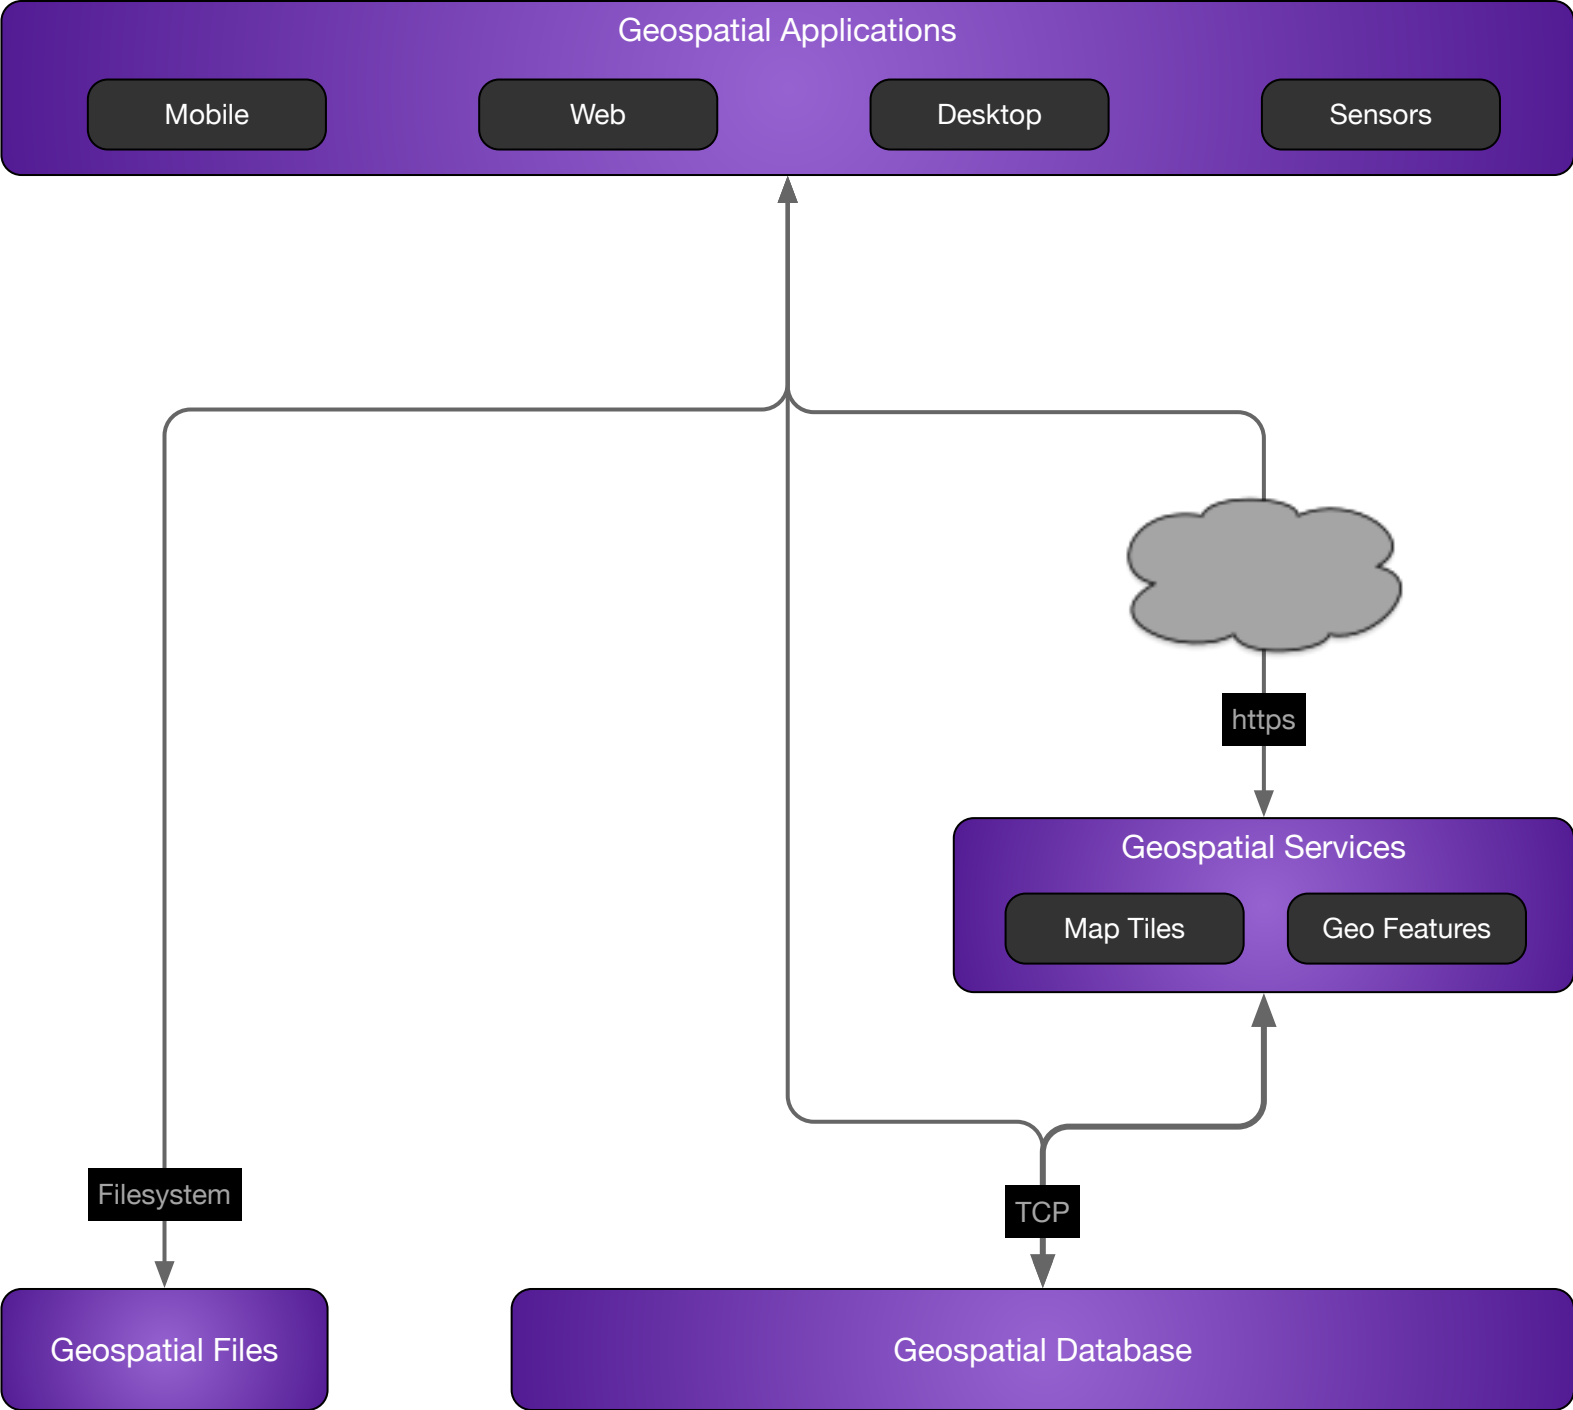 Geospatial Applications
Mobile
Web
Desktop
Sensors
https
Geospatial Services
Map Tiles
Geo Features
Filesystem
TCP
Geospatial Files
Geospatial Database